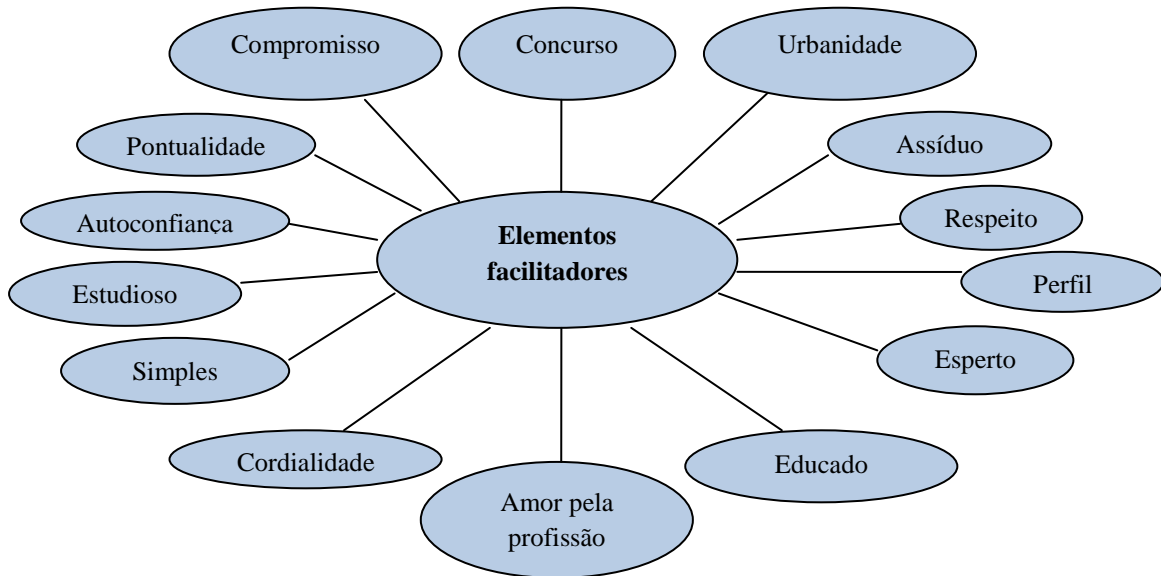 Compromisso
Concurso
Urbanidade
Pontualidade
Assíduo
Autoconfiança
Respeito
Elementos
facilitadores
Estudioso
Perfil
Simples
Esperto
Cordialidade
Educado
Amor pela
profissão